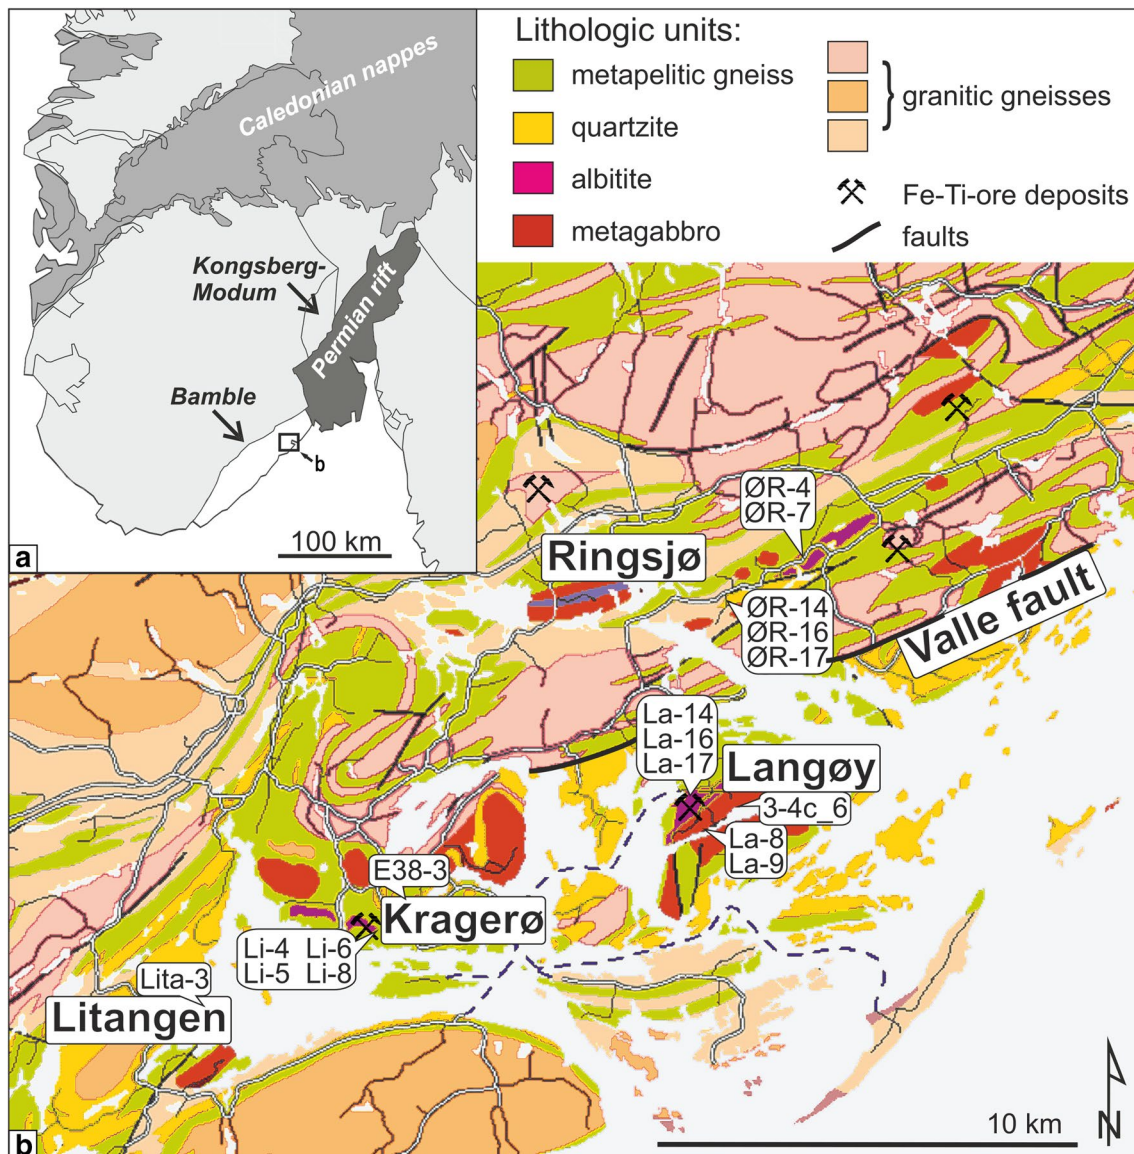 Caledonian nappes
Kongsberg-
Modum
Permian rift
Bamble
b
a
100 km
Lithologic units:
metapelitic gneiss
quartzite
albitite
metagabbro
granitic gneisses
Fe-Ti-ore deposits
faults
ØR-4
ØR-7
Ringsjø
ØR-14
ØR-16
ØR-17
Valle fault
La-14
La-16
La-17
Langøy
3-4c_6
La-8
La-9
E38-3
Kragerø
Li-4 Li-6
Li-5 Li-8
Lita-3
Litangen
10 km
N
b